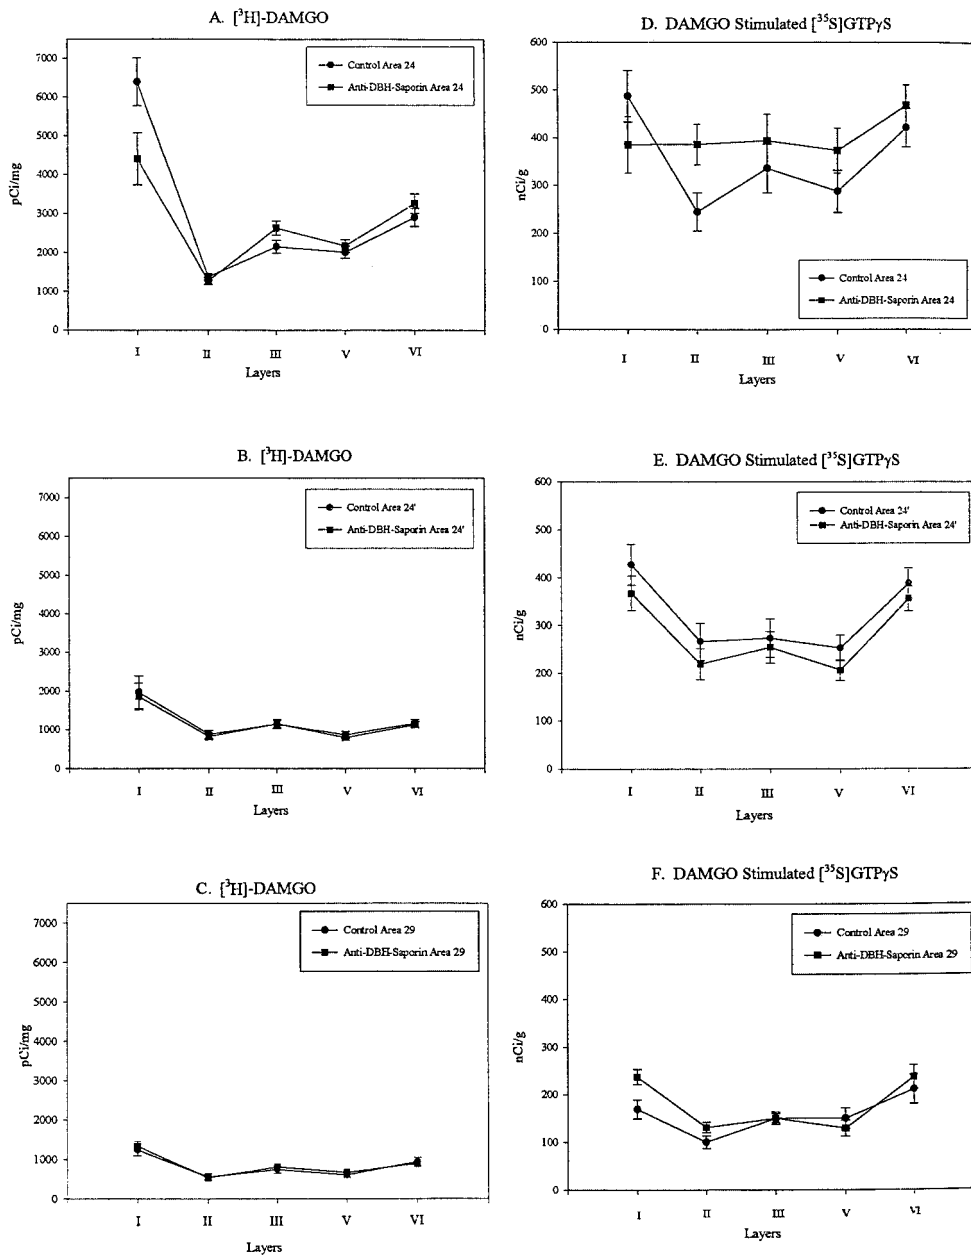 A. [³H]-DAMGO
Control Area 24
Anti-DBH-Saporin Area 24
7000
6000
5000
4000
3000
2000
1000
0
pCi/mg
I II III V VI
Layers
D. DAMGO Stimulated [³⁵S]GTPγS
600
500
400
300
200
100
0
nCi/g
Control Area 24
Anti-DBH-Saporin Area 24
I II III V VI
Layers
B. [³H]-DAMGO
Control Area 24'
Anti-DBH-Saporin Area 24'
7000
6000
5000
4000
3000
2000
1000
0
pCi/mg
I II III V VI
Layers
E. DAMGO Stimulated [³⁵S]GTPγS
Control Area 24'
Anti-DBH-Saporin Area 24'
600
500
400
300
200
100
0
nCi/g
I II III V VI
Layers
C. [³H]-DAMGO
Control Area 29
Anti-DBH-Saporin Area 29
7000
6000
5000
4000
3000
2000
1000
0
pCi/mg
I II III V VI
Layers
F. DAMGO Stimulated [³⁵S]GTPγS
Control Area 29
Anti-DBH-Saporin Area 29
600
500
400
300
200
100
0
nCi/g
I II III V VI
Layers